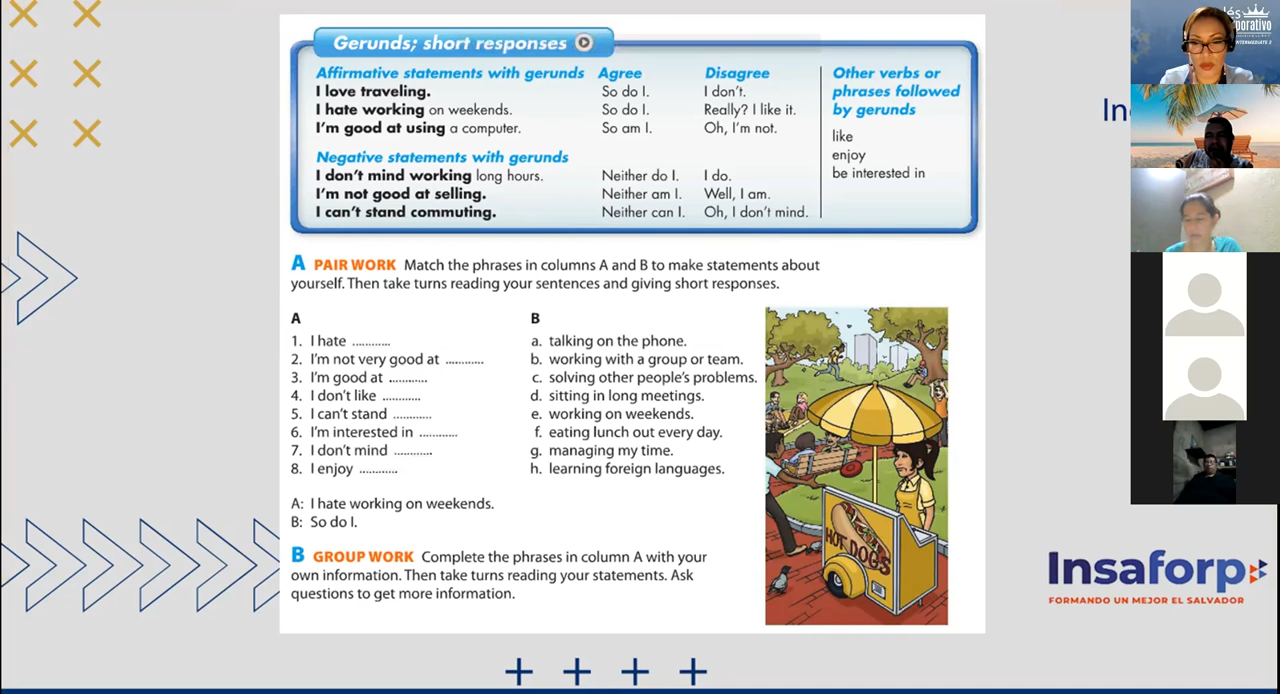 Gerunds; short responses
Affirmative statements with gerunds Agree Disagree
I love traveling. So do I. I don't.
I hate working on weekends. So do I. Really? I like it.
I'm good at using a computer. So am I. Oh, I'm not.
Negative statements with gerunds
I don't mind working long hours. Neither do I. I do.
I'm not good at selling. Neither am I. Well, I am.
I can't stand commuting. Neither can I. Oh, I don't mind.
Other verbs or
phrases followed
by gerunds
like
enjoy
be interested in
A PAIR WORK Match the phrases in columns A and B to make statements about
yourself. Then take turns reading your sentences and giving short responses.
A
1. I hate ............
2. I'm not very good at ............
3. I'm good at ............
4. I don't like ............
5. I can't stand ............
6. I'm interested in ............
7. I don't mind ............
8. I enjoy ............
B
a. talking on the phone.
b. working with a group or team.
c. solving other people's problems.
d. sitting in long meetings.
e. working on weekends.
f. eating lunch out every day.
g. managing my time.
h. learning foreign languages.
A: I hate working on weekends.
B: So do I.
B GROUP WORK Complete the phrases in column A with your
own information. Then take turns reading your statements. Ask
questions to get more information.
HOT DOGS
Insaforp
FORMANDO UN MEJOR EL SALVADOR